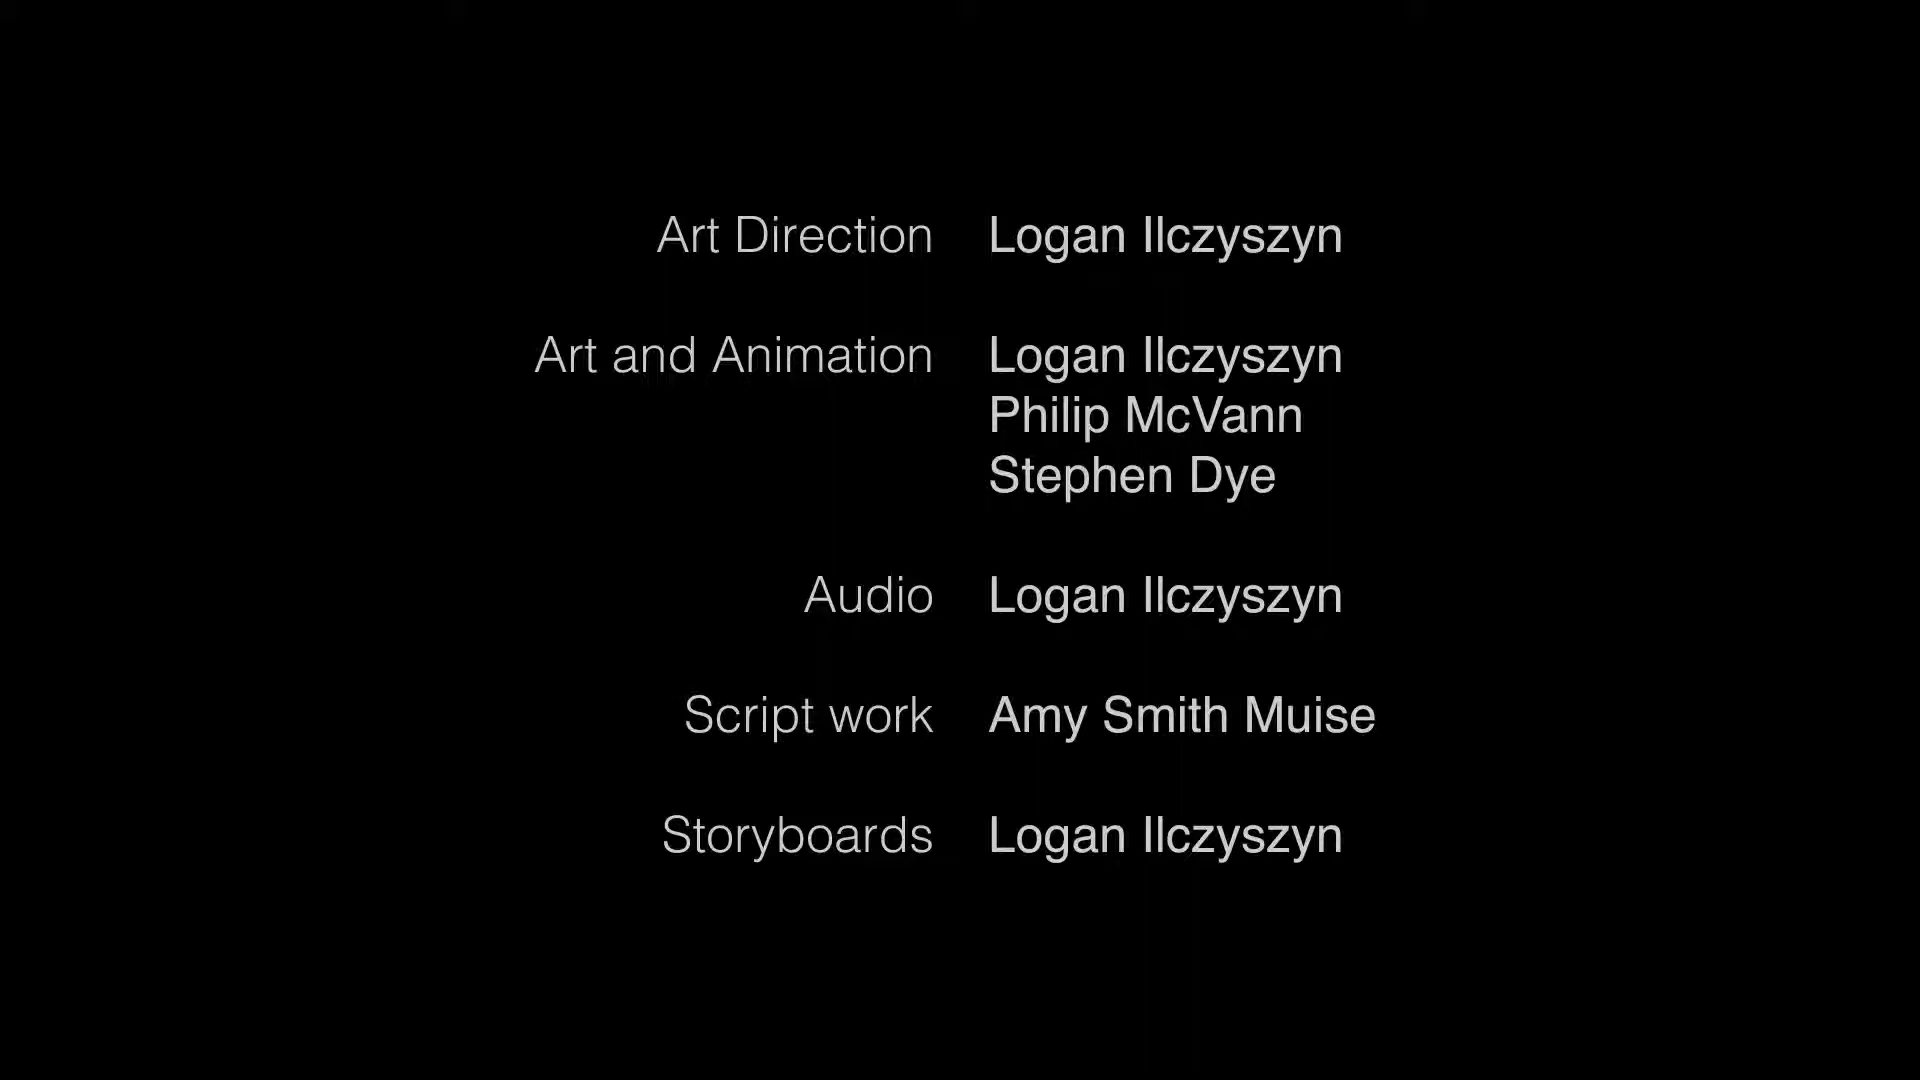 Art Direction Logan Ilczyszyn
Art and Animation Logan Ilczyszyn
Philip McVann
Stephen Dye
Audio Logan Ilczyszyn
Script work Amy Smith Muise
Storyboards Logan Ilczyszyn